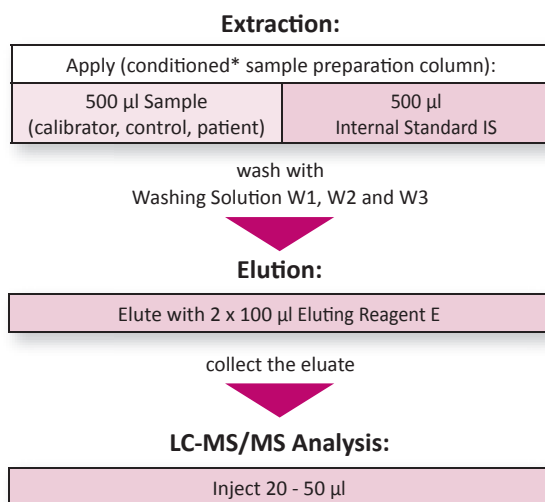 Extraction:
Apply (conditioned* sample preparation column):
500 µl Sample
(calibrator, control, patient)
500 µl
Internal Standard IS
wash with
Washing Solution W1, W2 and W3
Elution:
Elute with 2 x 100 µl Eluting Reagent E
collect the eluate
LC-MS/MS Analysis:
Inject 20 - 50 µl